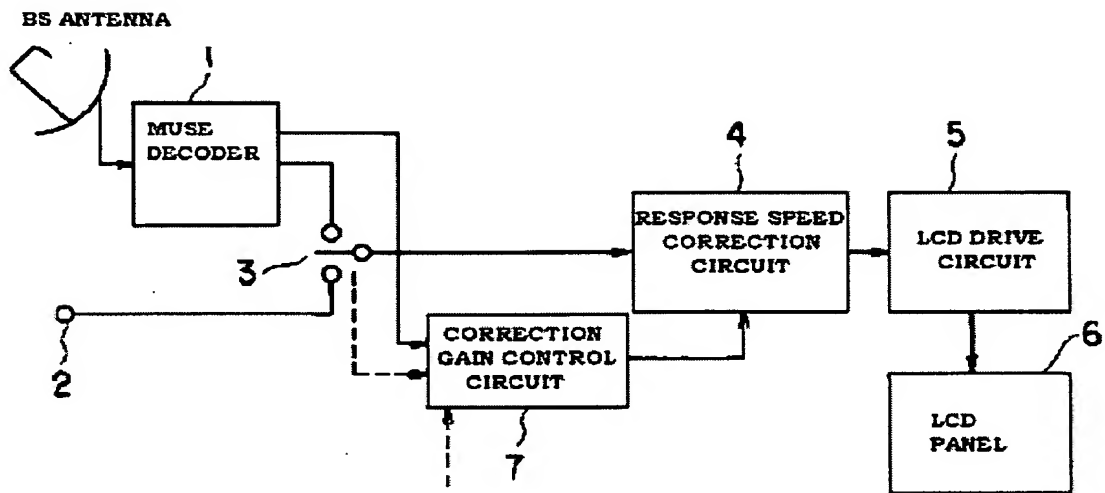 BS ANTENNA
1
MUSE
DECODER
4
5
RESPONSE SPEED
CORRECTION
CIRCUIT
LCD DRIVE
CIRCUIT
3
2
CORRECTION
GAIN CONTROL
CIRCUIT
7
6
LCD
PANEL